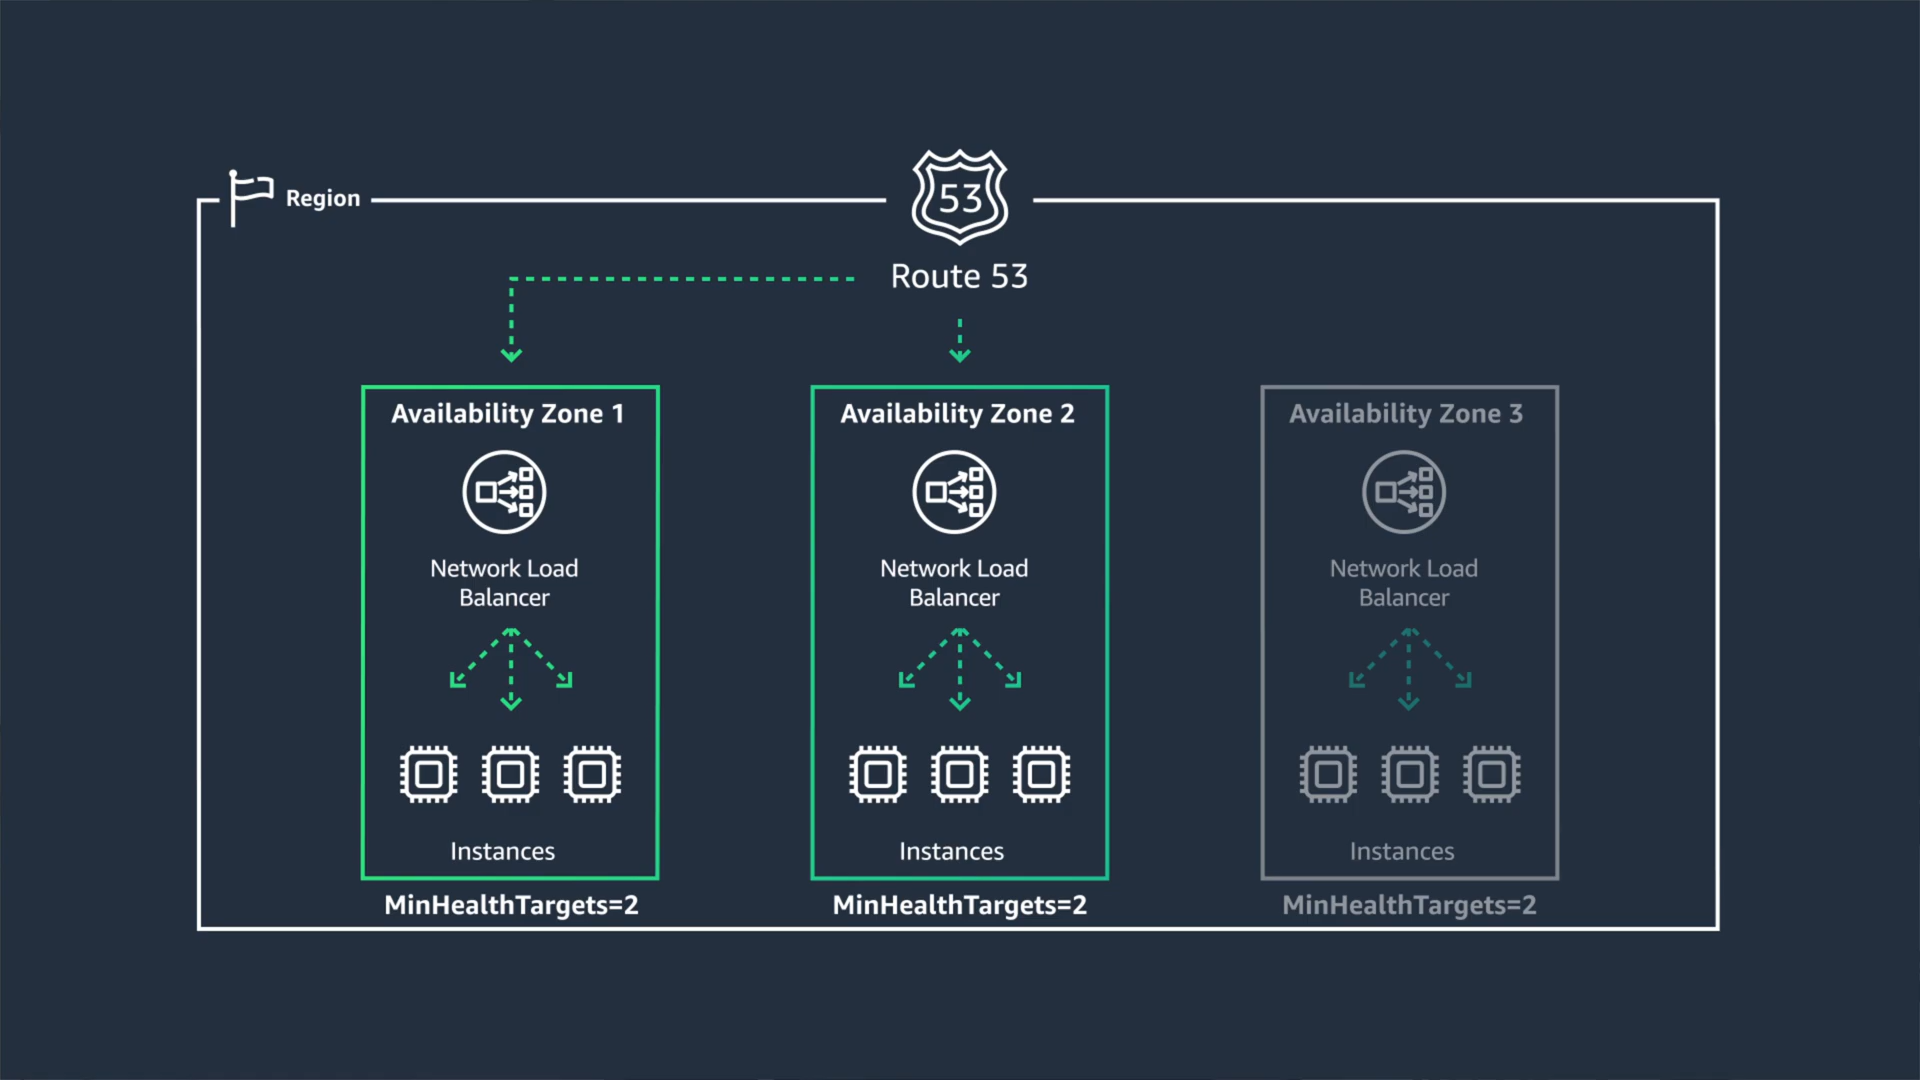 Region
53
Route 53
Availability Zone 1
Network Load
Balancer
Instances
MinHealthTargets=2
Availability Zone 2
Network Load
Balancer
Instances
MinHealthTargets=2
Availability Zone 3
Network Load
Balancer
Instances
MinHealthTargets=2